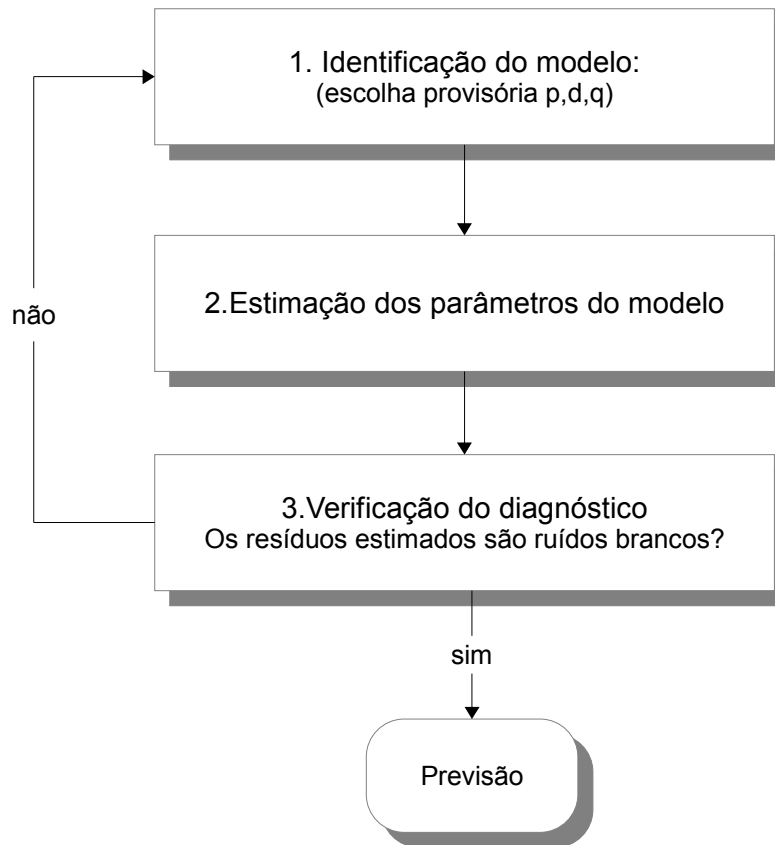 1. Identificação do modelo:
(escolha provisória p,d,q)
2.Estimação dos parâmetros do modelo
não
3.Verificação do diagnóstico
Os resíduos estimados são ruídos brancos?
sim
Previsão